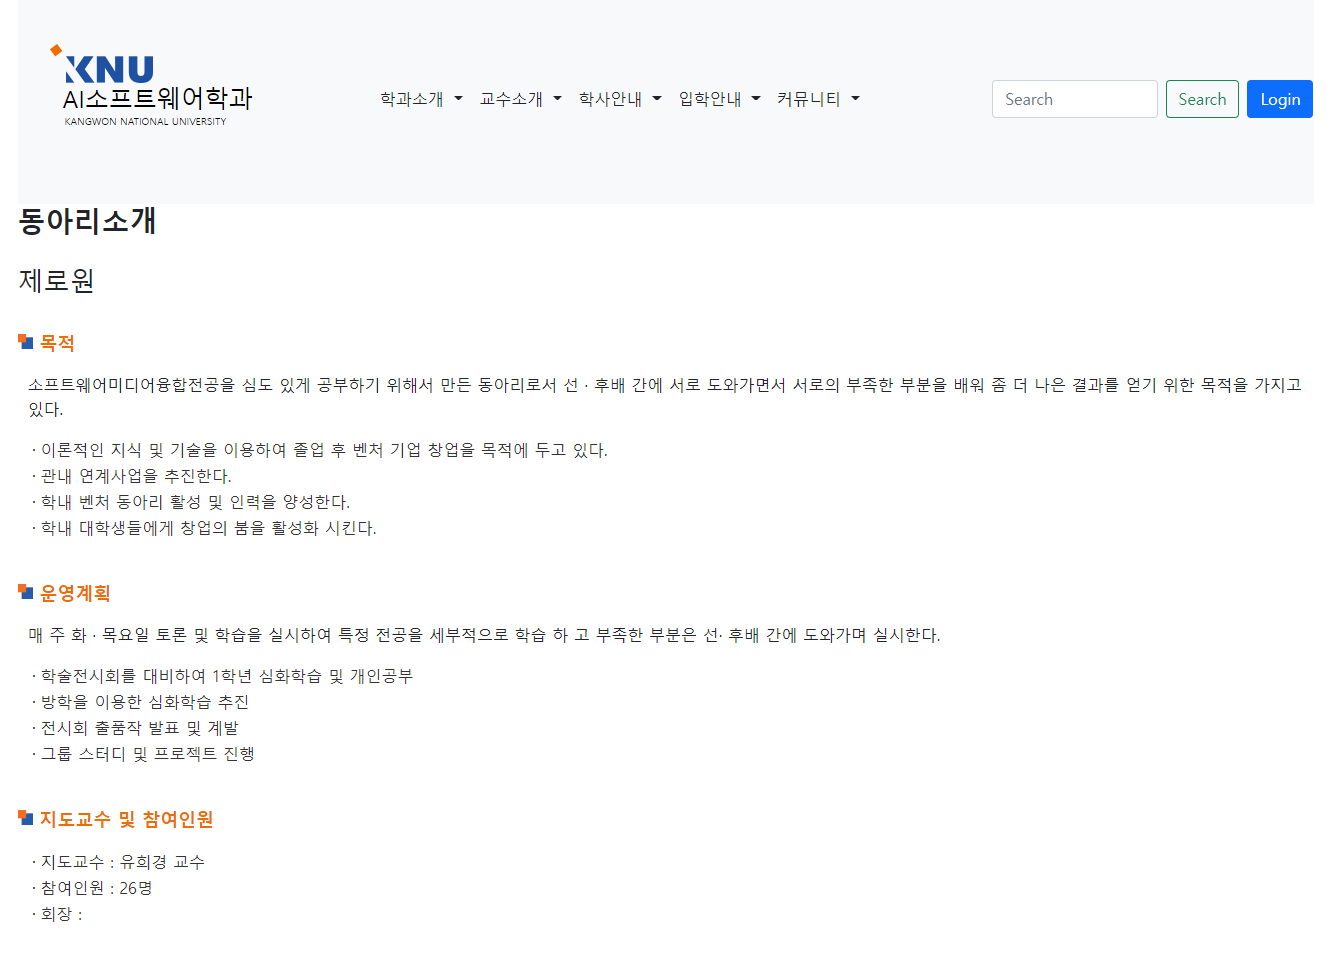 KNU
AI소프트웨어학과
KANGWON NATIONAL UNIVERSITY
학과소개 교수소개 학사안내 입학안내 커뮤니티 Search Search Login
동아리소개
제로원
목적
소프트웨어미디어융합전공을 심도 있게 공부하기 위해서 만든 동아리로서 선 · 후배 간에 서로 도와가면서 서로의 부족한 부분을 배워 좀 더 나은 결과를 얻기 위한 목적을 가지고
있다.
· 이론적인 지식 및 기술을 이용하여 졸업 후 벤처 기업 창업을 목적에 두고 있다.
· 관내 연계사업을 추진한다.
· 학내 벤처 동아리 활성 및 인력을 양성한다.
· 학내 대학생들에게 창업의 붐을 활성화 시킨다.
운영계획
매 주 화 · 목요일 토론 및 학습을 실시하여 특정 전공을 세부적으로 학습 하 고 부족한 부분은 선· 후배 간에 도와가며 실시한다.
· 학술전시회를 대비하여 1학년 심화학습 및 개인공부
· 방학을 이용한 심화학습 추진
· 전시회 출품작 발표 및 계발
· 그룹 스터디 및 프로젝트 진행
지도교수 및 참여인원
· 지도교수 : 유희경 교수
· 참여인원 : 26명
· 회장 :